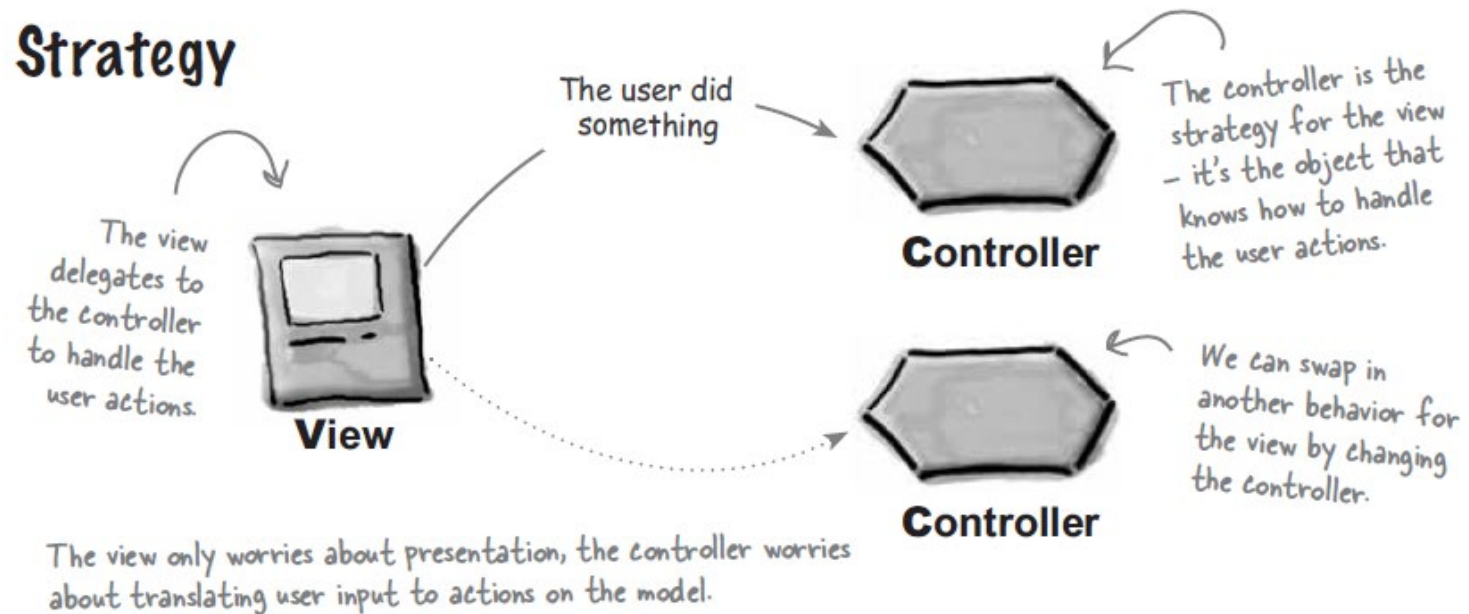 Strategy
The user did
something
The controller is the
strategy for the view
– it's the object that
knows how to handle
the user actions.
Controller
The view
delegates to
the controller
to handle the
user actions.
View
We can swap in
another behavior for
the view by changing
the controller.
Controller
The view only worries about presentation, the controller worries
about translating user input to actions on the model.